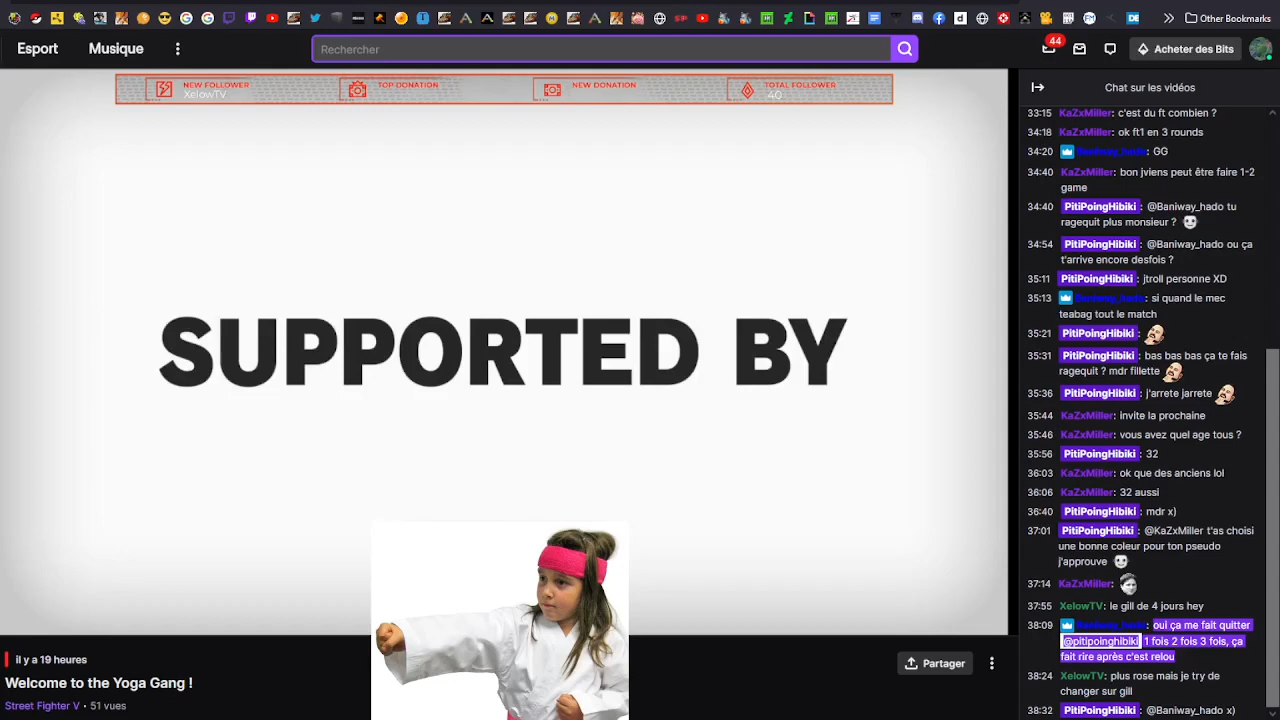 Other Bookmarks
Esport
Musique
Rechercher
44
Acheter des Bits
NEW FOLLOWER
XelowTV
TOP DONATION
NEW DONATION
TOTAL FOLLOWER
40
SUPPORTED BY
il y a 19 heures
Partager
Welcome to the Yoga Gang !
Street Fighter V • 51 vues
Chat sur les vidéos
33:15 KaZxMiller: c'est du ft combien ?
34:18 KaZxMiller: ok ft1 en 3 rounds
34:20 Baniway_hado: GG
34:40 KaZxMiller: bon jviens peut être faire 1-2
game
34:40 PitiPoingHibiki : @Baniway_hado tu
ragequit plus monsieur ?
34:54 PitiPoingHibiki : @Baniway_hado ou ça
t'arrive encore desfois ?
35:11 PitiPoingHibiki : jtroll personne XD
35:13 Baniway_hado: si quand le mec
teabag tout le match
35:21 PitiPoingHibiki :
35:31 PitiPoingHibiki : bas bas bas ça te fais
ragequit ? mdr fillette
35:36 PitiPoingHibiki : j'arrete jarrete
35:44 KaZxMiller: invite la prochaine
35:46 KaZxMiller: vous avez quel age tous ?
35:56 PitiPoingHibiki : 32
36:03 KaZxMiller: ok que des anciens lol
36:06 KaZxMiller: 32 aussi
36:40 PitiPoingHibiki : mdr x)
37:01 PitiPoingHibiki : @KaZxMiller t'as choisi
une bonne coleur pour ton pseudo
j'approuve
37:14 KaZxMiller:
37:55 XelowTV: le gill de 4 jours hey
38:09 Baniway_hado: oui ça me fait quitter
@pitipoinghibiki 1 fois 2 fois 3 fois, ça
fait rire après c'est relou
38:24 XelowTV: plus rose mais je try de
changer sur gill
38:32 PitiPoingHibiki : @Baniway x)